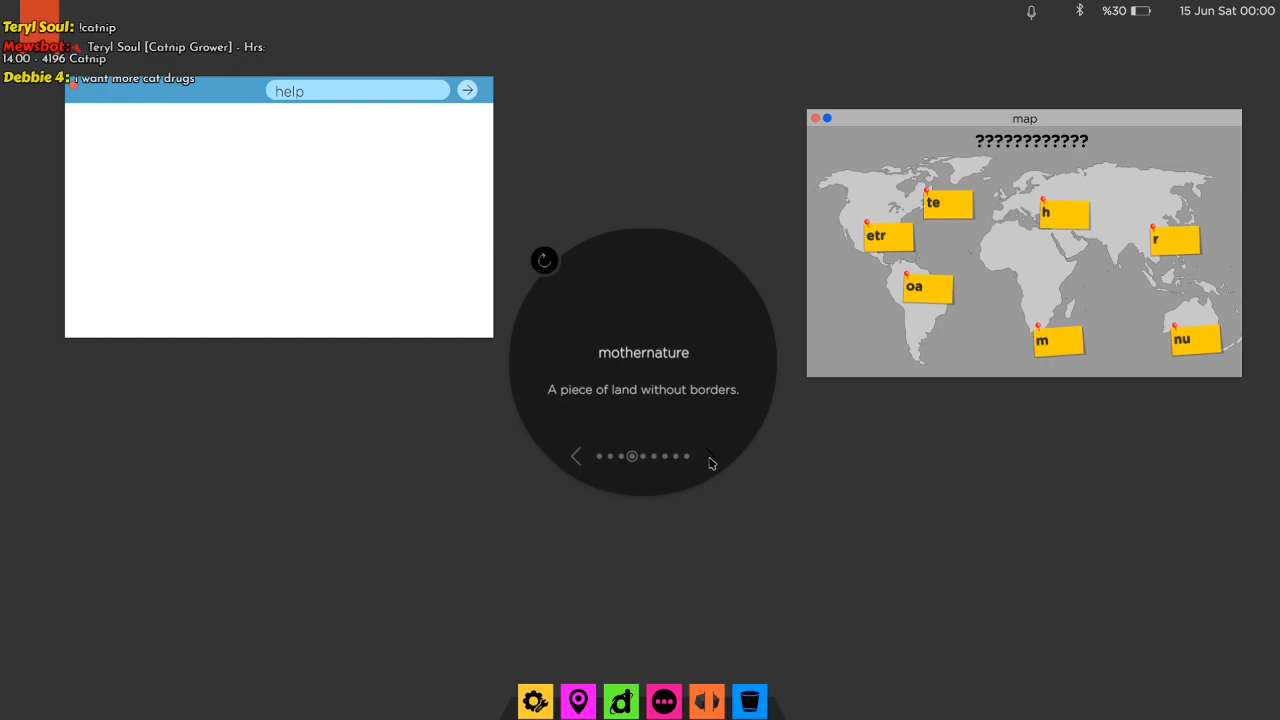 Teryl Soul: !catnip
Mewsbot: Teryl Soul [Catnip Grower] - Hrs:
14.00 - 4196 Catnip
Debbie 4: i want more cat drugs
%30
15 Jun Sat 00:00
help
map
????????????
te
h
etr
r
oa
m
nu
mothernature
A piece of land without borders.
d